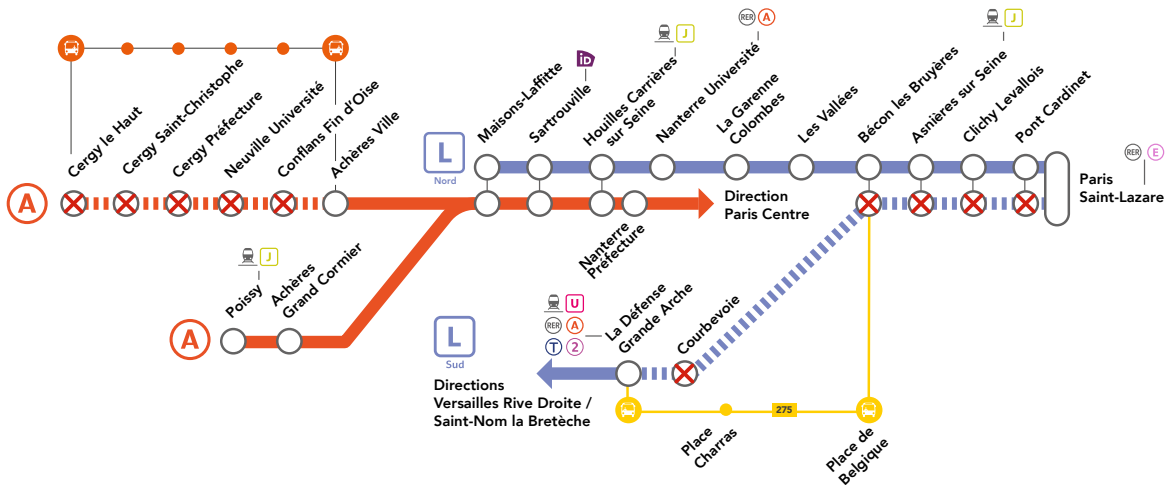 Cergy le Haut
Cergy Saint-Christophe
Cergy Préfecture
Neuville Université
Conflans Fin d'Oise
Achères Ville
A
J
Poissy
Achères
Grand Cormier
A
L
Nord
Maisons-Laffitte
iD
Sartrouville
J
Houilles Carrières
sur Seine
RER A
Nanterre Université
La Garenne
Colombes
Les Vallées
Bécon les Bruyères
J
Asnières sur Seine
Clichy Levallois
Pont Cardinet
RER E
Paris
Saint-Lazare
Direction
Paris Centre
Nanterre
Préfecture
L
Sud
Directions
Versailles Rive Droite /
Saint-Nom la Bretèche
U
RER A
T 2
La Défense
Grande Arche
Courbevoie
275
Place
Charras
Place de
Belgique